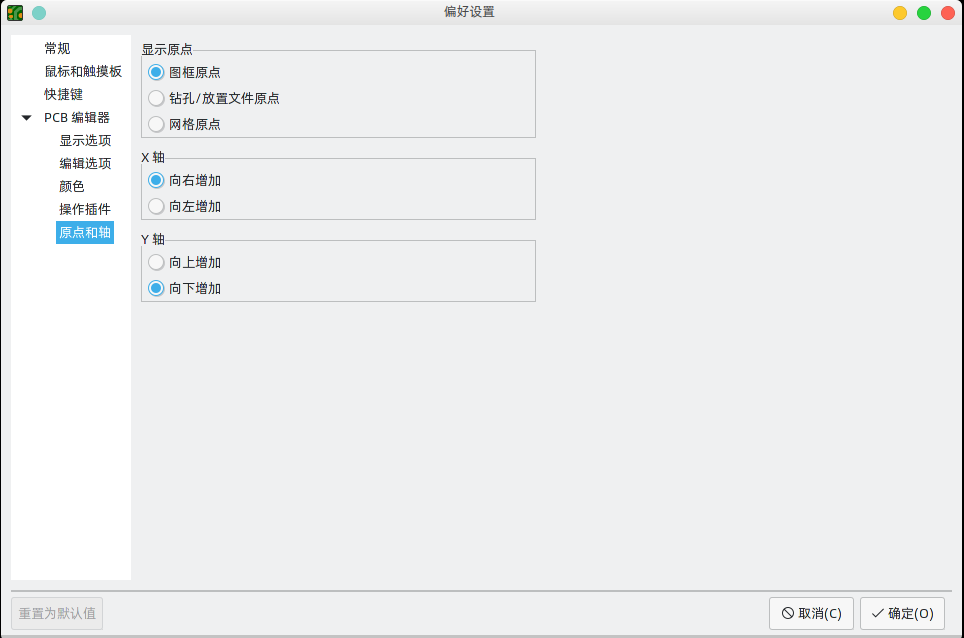 偏好设置
常规
鼠标和触摸板
快捷键
PCB 编辑器
显示选项
编辑选项
颜色
操作插件
原点和轴
显示原点
图框原点
钻孔/放置文件原点
网格原点
X 轴
向右增加
向左增加
Y 轴
向上增加
向下增加
重置为默认值
取消(C)
确定(O)